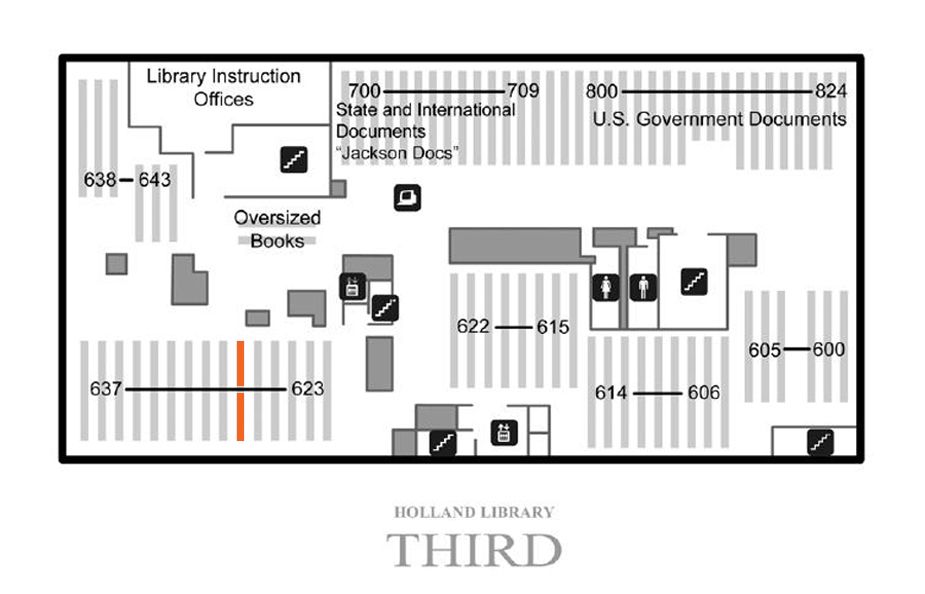 Library Instruction
Offices
700 709
State and International
Documents
“Jackson Docs”
800 824
U.S. Government Documents
638 643
Oversized
Books
622 615
605 600
637 623
614 606
HOLLAND LIBRARY
THIRD